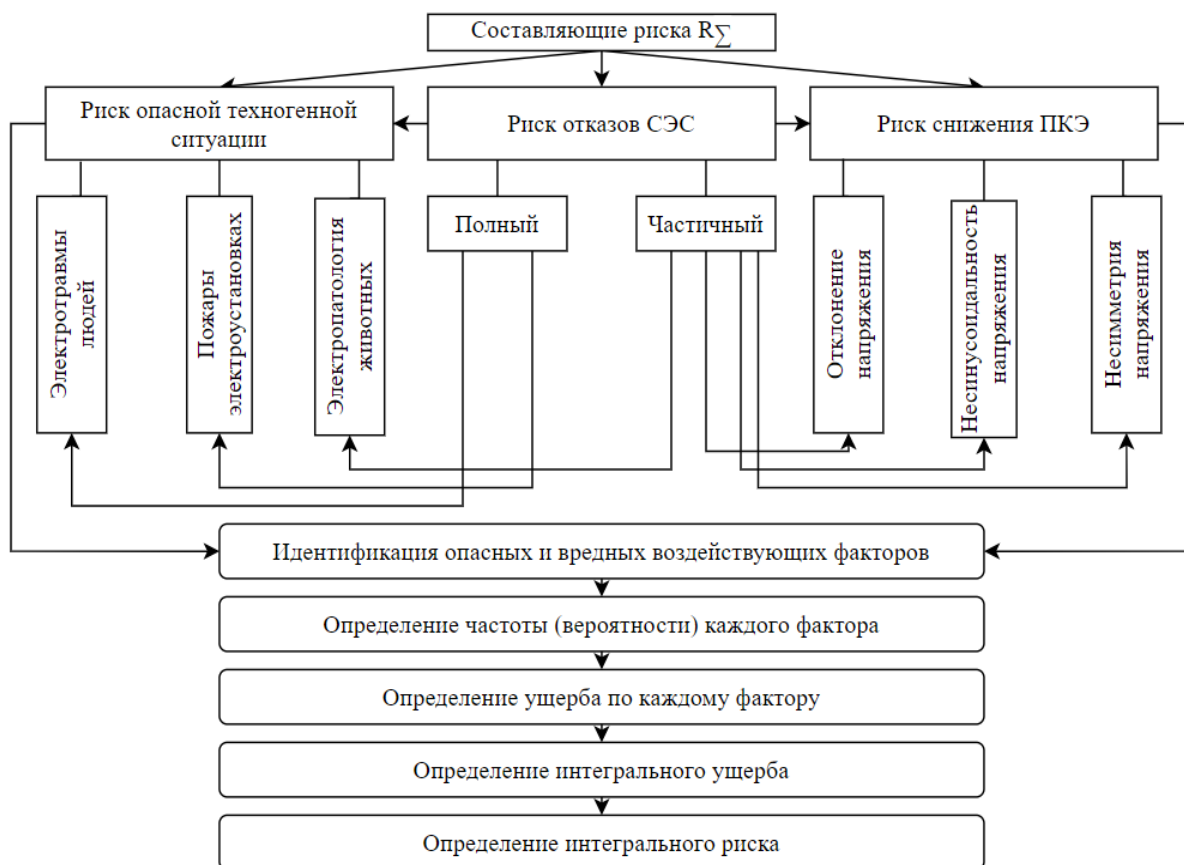 Составляющие риска R∑
Риск опасной техногенной
ситуации
Риск отказов СЭС
Риск снижения ПКЭ
Электротравмы
людей
Пожары
электроустановках
Электропатология
животных
Полный
Частичный
Отклонение
напряжения
Несинусоидальность
напряжения
Несимметрия
напряжения
Идентификация опасных и вредных воздействующих факторов
Определение частоты (вероятности) каждого фактора
Определение ущерба по каждому фактору
Определение интегрального ущерба
Определение интегрального риска